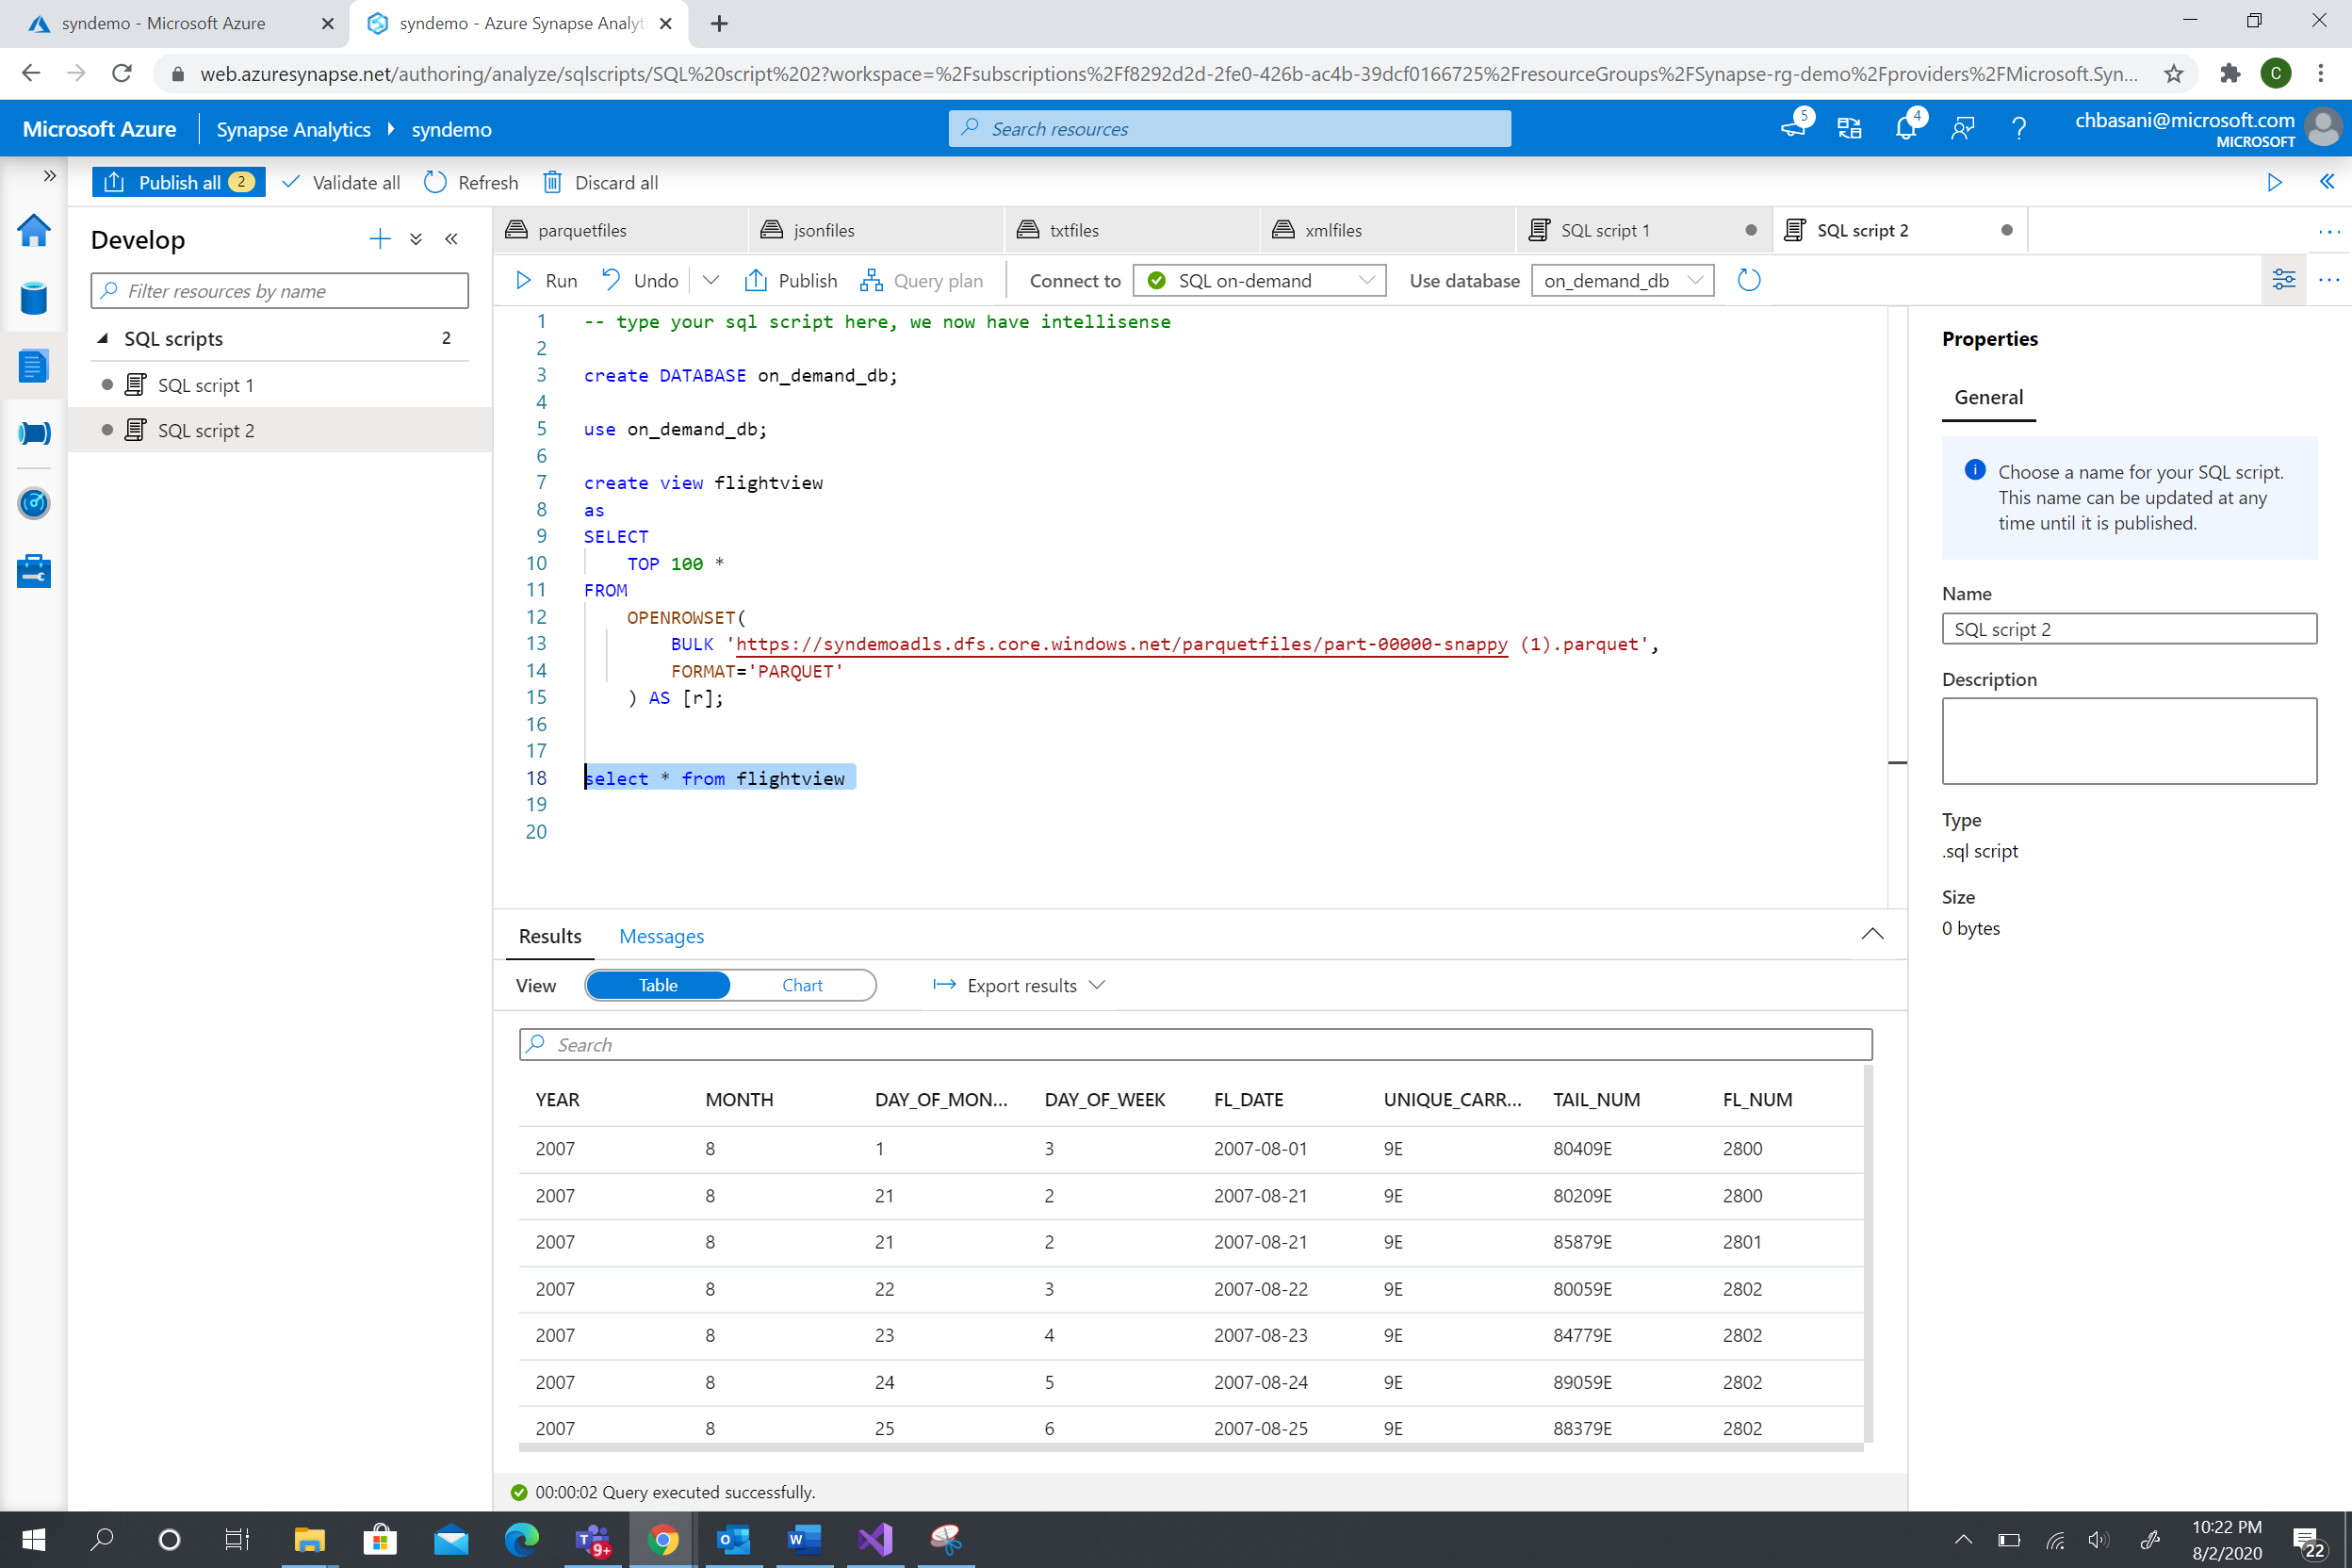 syndemo - Microsoft Azure
syndemo - Azure Synapse Analyt
web.azuresynapse.net/authoring/analyze/sqlscripts/SQL%20script%202?workspace=%2Fsubscriptions%2Ff8292d2d-2fe0-426b-ac4b-39dcf0166725%2FresourceGroups%2FSynapse-rg-demo%2Fproviders%2FMicrosoft.Syn...
C
Microsoft Azure
Synapse Analytics
syndemo
Search resources
5
4
chbasani@microsoft.com
MICROSOFT
Publish all 2
Validate all
Refresh
Discard all
Develop
Filter resources by name
SQL scripts 2
SQL script 1
SQL script 2
parquetfiles
jsonfiles
txtfiles
xmlfiles
SQL script 1
SQL script 2
Run
Undo
Publish
Query plan
Connect to
SQL on-demand
Use database
on_demand_db
1 -- type your sql script here, we now have intellisense
2
3 create DATABASE on_demand_db;
4
5 use on_demand_db;
6
7 create view flightview
8 as
9 SELECT
10 TOP 100 *
11 FROM
12 OPENROWSET(
13 BULK 'https://syndemoadls.dfs.core.windows.net/parquetfiles/part-00000-snappy (1).parquet',
14 FORMAT='PARQUET'
15 ) AS [r];
16
17
18 select * from flightview
19
20
Properties
General
Choose a name for your SQL script.
This name can be updated at any
time until it is published.
Name
SQL script 2
Description
Type
.sql script
Size
0 bytes
Results
Messages
View
Table
Chart
Export results
Search
YEAR MONTH DAY_OF_MON... DAY_OF_WEEK FL_DATE UNIQUE_CARR... TAIL_NUM FL_NUM
2007 8 1 3 2007-08-01 9E 80409E 2800
2007 8 21 2 2007-08-21 9E 80209E 2800
2007 8 21 2 2007-08-21 9E 85879E 2801
2007 8 22 3 2007-08-22 9E 80059E 2802
2007 8 23 4 2007-08-23 9E 84779E 2802
2007 8 24 5 2007-08-24 9E 89059E 2802
2007 8 25 6 2007-08-25 9E 88379E 2802
00:00:02 Query executed successfully.
T
9+
O
W
10:22 PM
8/2/2020
22